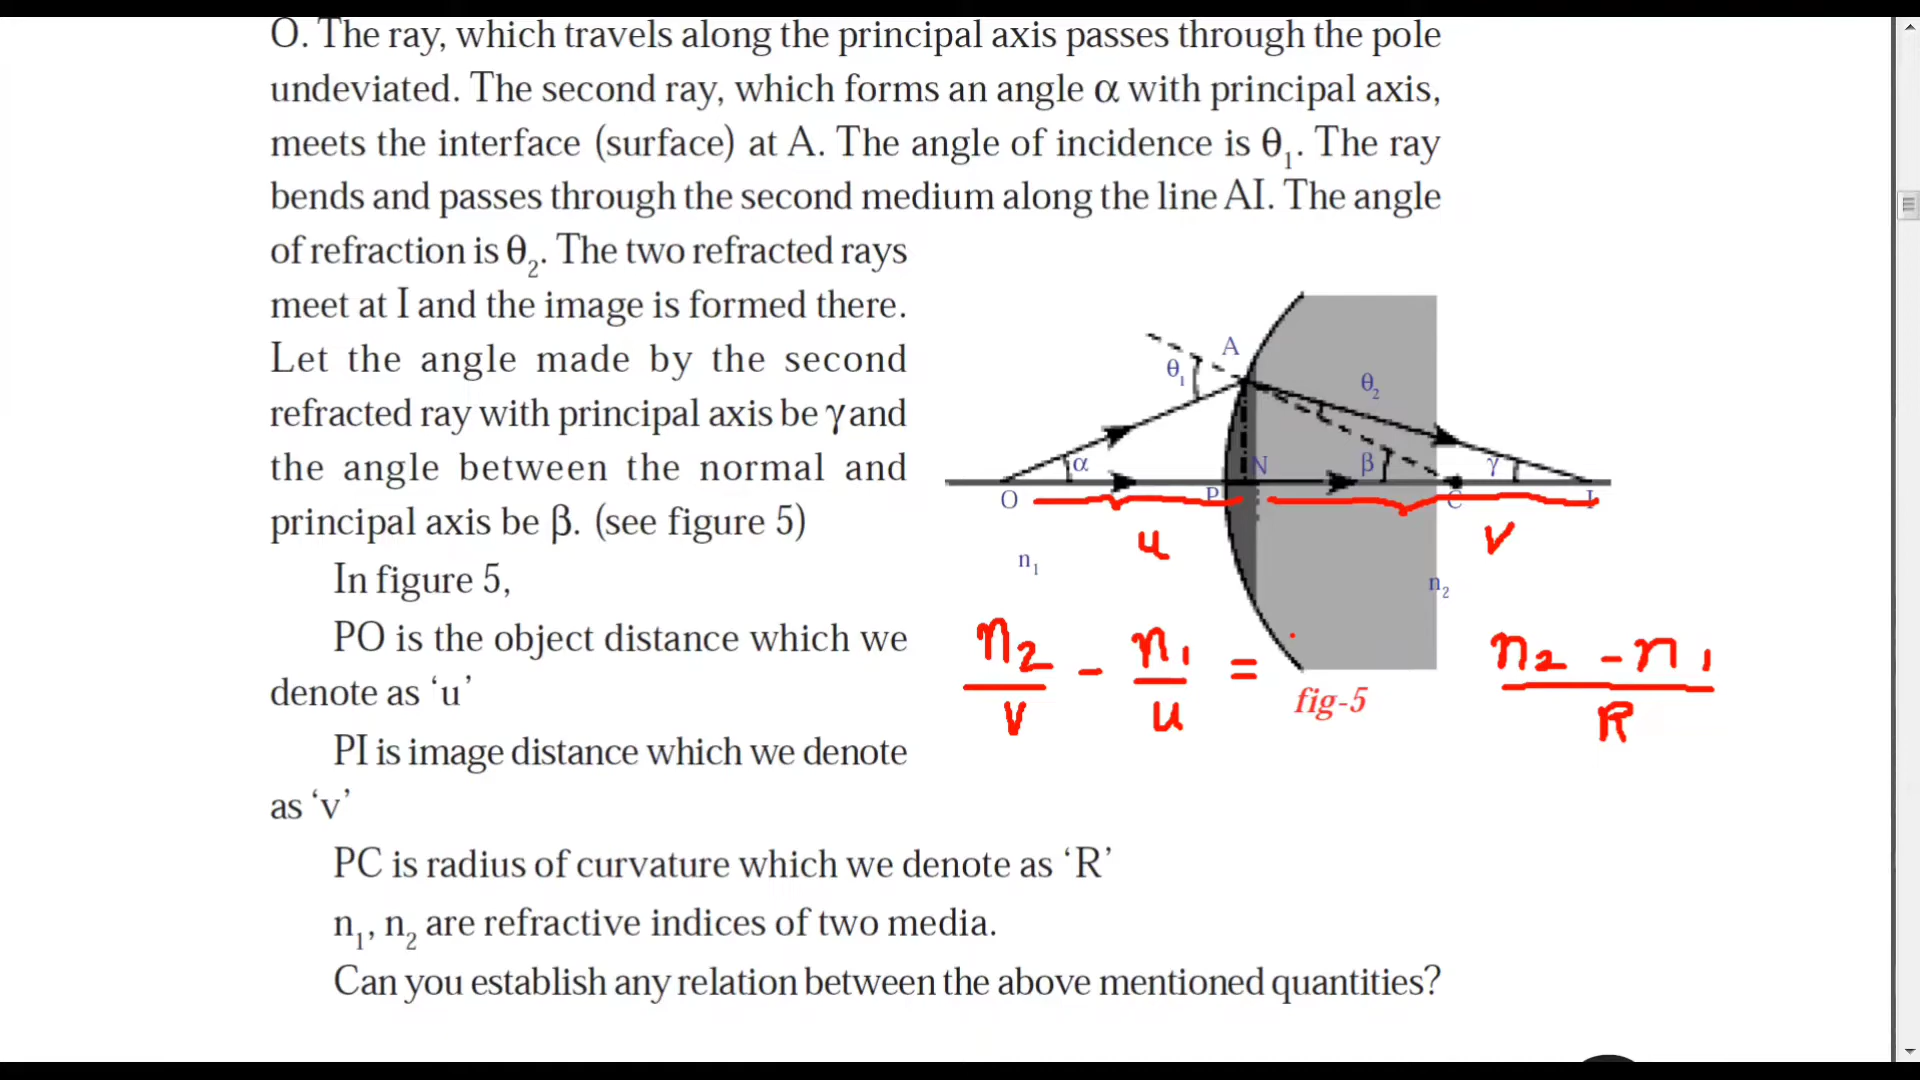 O. The ray, which travels along the principal axis passes through the pole
undeviated. The second ray, which forms an angle α with principal axis,
meets the interface (surface) at A. The angle of incidence is θ₁. The ray
bends and passes through the second medium along the line AI. The angle
of refraction is θ₂. The two refracted rays
meet at I and the image is formed there.
Let the angle made by the second
refracted ray with principal axis be γ and
the angle between the normal and
principal axis be β. (see figure 5)
In figure 5,
PO is the object distance which we
denote as ‘u’
PI is image distance which we denote
as ‘v’
PC is radius of curvature which we denote as ‘R’
n₁, n₂ are refractive indices of two media.
Can you establish any relation between the above mentioned quantities?
A
θ₁
θ₂
α
N
β
γ
O
P
C
I
u
v
n₁
n₂
n₂/v - n₁/u = n₂ - n₁/R
fig-5